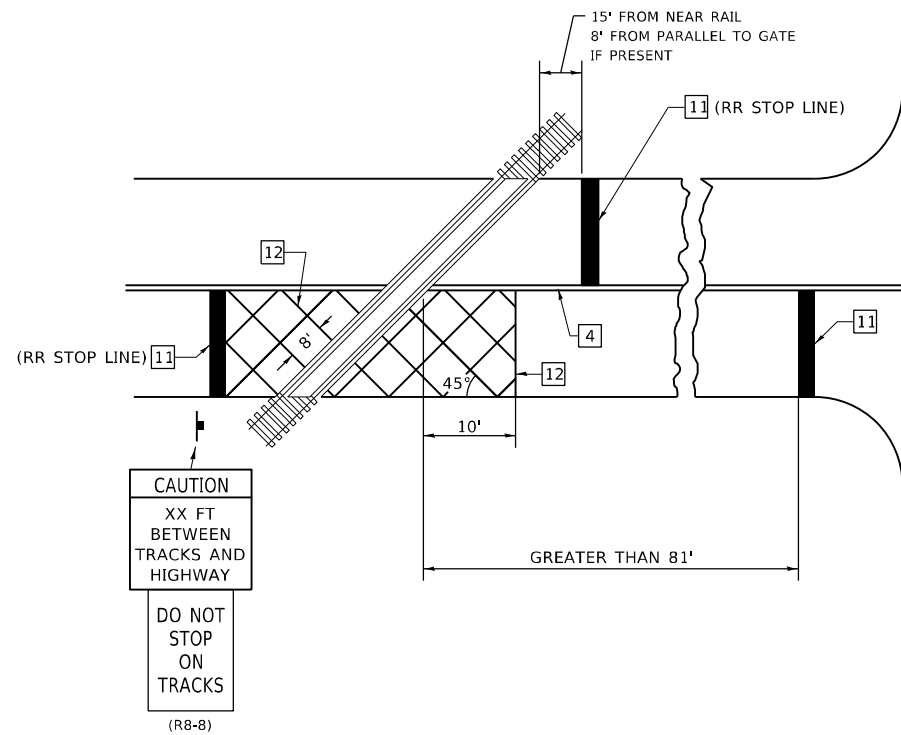 15' FROM NEAR RAIL
8' FROM PARALLEL TO GATE
IF PRESENT
11 (RR STOP LINE)
12
8'
4
(RR STOP LINE) 11
11
12
45°
10'
CAUTION
XX FT
BETWEEN
TRACKS AND
HIGHWAY
GREATER THAN 81'
DO NOT
STOP
ON
TRACKS
(R8-8)